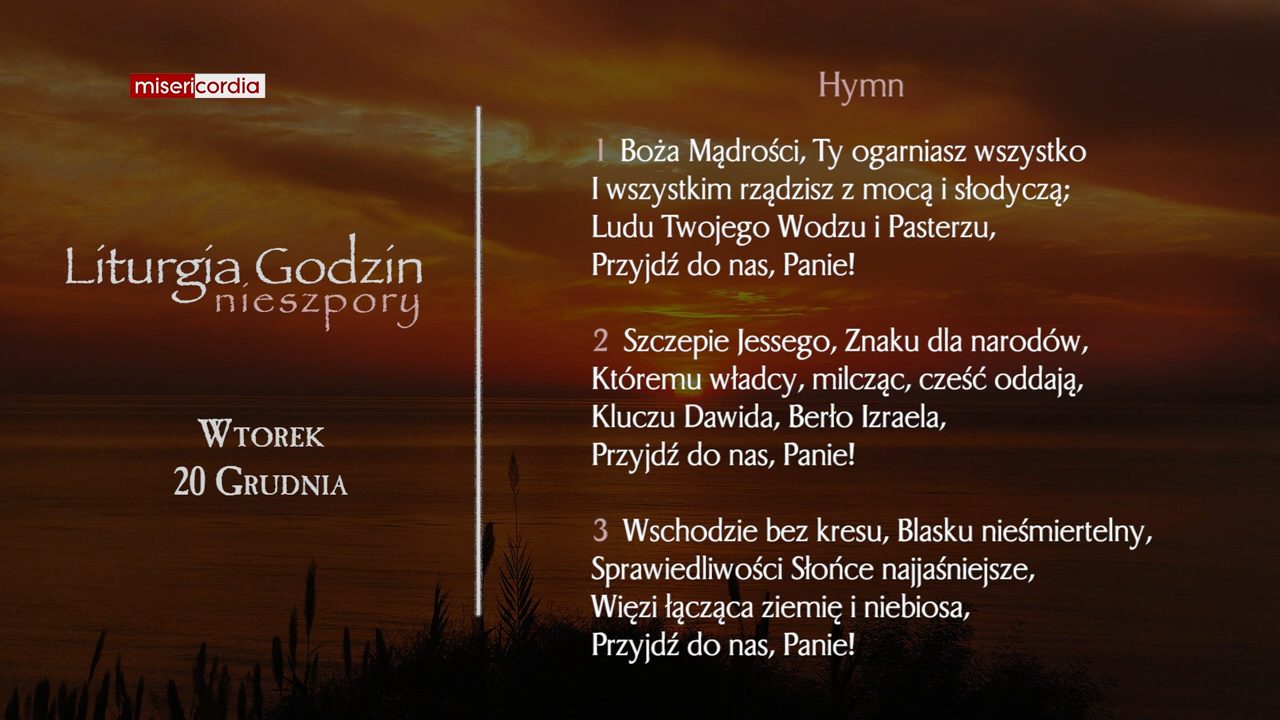 misericordia
Liturgia Godzin
nieszpory
Wtorek
20 Grudnia
Hymn
1 Boża Mądrości, Ty ogarniasz wszystko
I wszystkim rządzisz z mocą i słodyczą;
Ludu Twojego Wodzu i Pasterzu,
Przyjdź do nas, Panie!
2 Szczepie Jessego, Znaku dla narodów,
Któremu władcy, milcząc, cześć oddają,
Kluczu Dawida, Berło Izraela,
Przyjdź do nas, Panie!
3 Wschodzie bez kresu, Blasku nieśmiertelny,
Sprawiedliwości Słońce najjaśniejsze,
Więzi łącząca ziemię i niebiosa,
Przyjdź do nas, Panie!